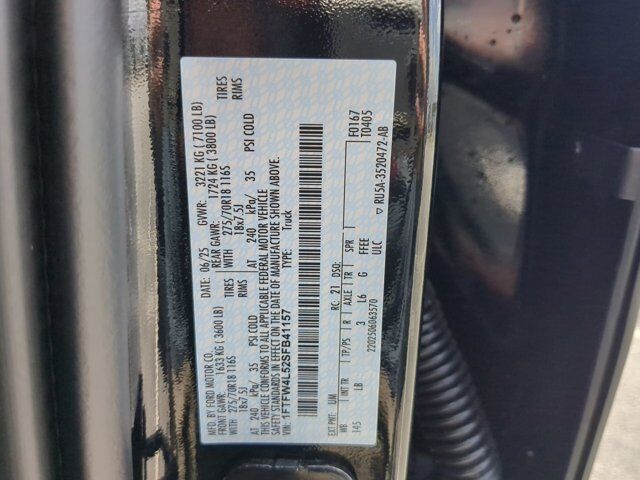 MFD. BY FORD MOTOR CO.
DATE: 06/25 GVWR: 3221 KG ( 7100 LB)
FRONT GAWR: 1633 KG ( 3600 LB) REAR GAWR: 1724 KG ( 3800 LB)
WITH 275/70R18 116S TIRES WITH 275/70R18 116S TIRES
18x7.5J RIMS 18x7.5J RIMS
AT 240 kPa/ 35 PSI COLD AT 240 kPa/ 35 PSI COLD
THIS VEHICLE CONFORMS TO ALL APPLICABLE FEDERAL MOTOR VEHICLE
SAFETY STANDARDS IN EFFECT ON THE DATE OF MANUFACTURE SHOWN ABOVE.
VIN: 1FTFW4L52SFB41157 TYPE: Truck
F0167
T0405
EXT PNT: UAM RC: 21 DSO:
WB INT TR TP/PS R AXLE TR SPR
145 LB 3 L6 G FFEE
ULC ▽ RU5A-3520472-AB
2202506063570